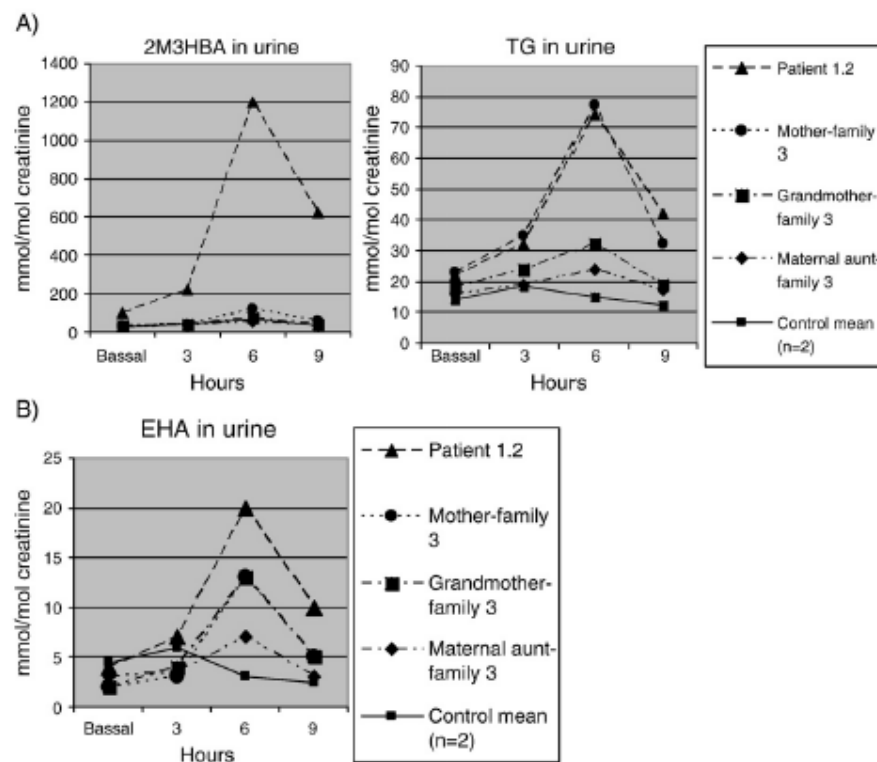 A)
2M3HBA in urine
mmol/mol creatinine
1400
1200
1000
800
600
400
200
0
Bassal 3 6 9
Hours
TG in urine
mmol/mol creatinine
90
80
70
60
50
40
30
20
10
0
Bassal 3 6 9
Hours
Patient 1.2
Mother-family
3
Grandmother-
family 3
Maternal aunt-
family 3
Control mean
(n=2)
B)
EHA in urine
mmol/mol creatinine
25
20
15
10
5
0
Bassal 3 6 9
Hours
Patient 1.2
Mother-family
3
Grandmother-
family 3
Maternal aunt-
family 3
Control mean
(n=2)